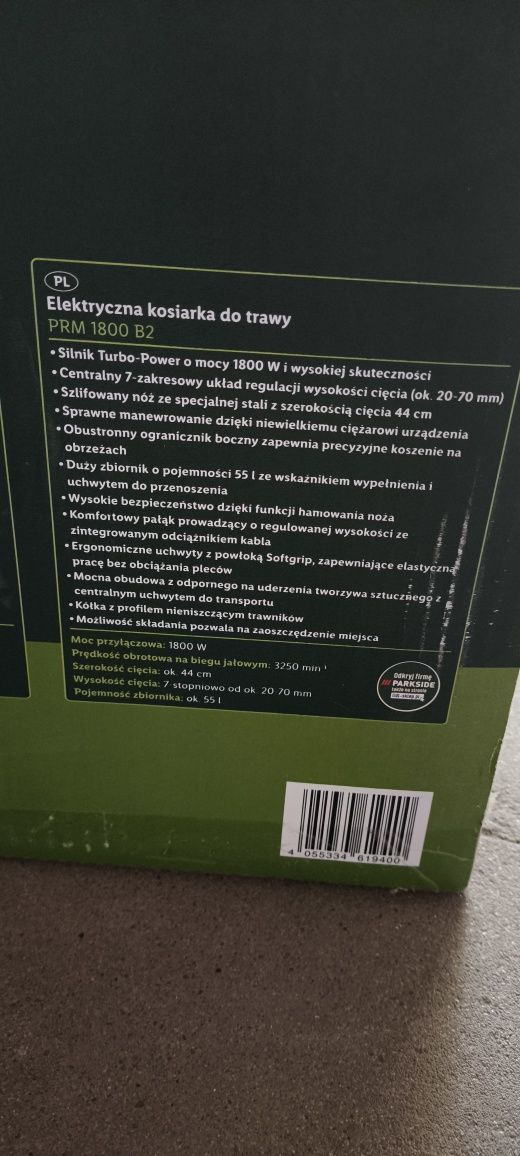 PL
Elektryczna kosiarka do trawy
PRM 1800 B2
• Silnik Turbo-Power o mocy 1800 W i wysokiej skuteczności
• Centralny 7-zakresowy układ regulacji wysokości cięcia (ok. 20-70 mm)
• Szlifowany nóż ze specjalnej stali z szerokością cięcia 44 cm
• Sprawne manewrowanie dzięki niewielkiemu ciężarowi urządzenia
• Obustronny ogranicznik boczny zapewnia precyzyjne koszenie na
obrzeżach
• Duży zbiornik o pojemności 55 l ze wskaźnikiem wypełnienia i
uchwytem do przenoszenia
• Wysokie bezpieczeństwo dzięki funkcji hamowania noża
• Komfortowy pałąk prowadzący o regulowanej wysokości ze
zintegrowanym odciążnikiem kabla
• Ergonomiczne uchwyty z powłoką Softgrip, zapewniające elastyczną
pracę bez obciążania pleców
• Mocna obudowa z odpornego na uderzenia tworzywa sztucznego z
centralnym uchwytem do transportu
• Kółka z profilem nieniszczącym trawników
• Możliwość składania pozwala na zaoszczędzenie miejsca
Moc przyłączowa: 1800 W
Prędkość obrotowa na biegu jałowym: 3250 min⁻¹
Szerokość cięcia: ok. 44 cm
Wysokość cięcia: 7 stopniowo od ok. 20-70 mm
Pojemność zbiornika: ok. 55 l
Odkryj firmę
/// PARKSIDE
także na stronie
lidl-sklep.pl
4 055334 619400